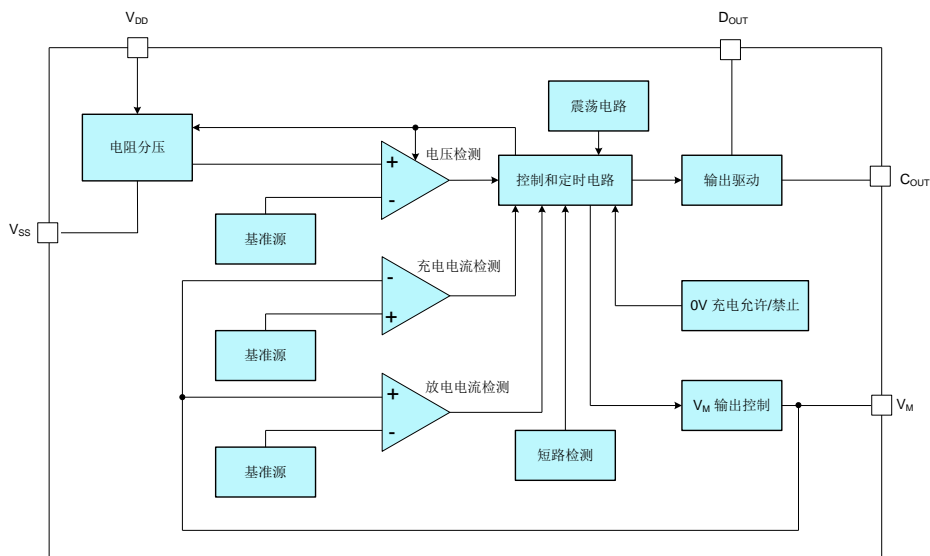 VDD
DOUT
震荡电路
电阻分压
电压检测
+
-
控制和定时电路
输出驱动
COUT
VSS
基准源
充电电流检测
-
+
0V 充电允许/禁止
基准源
放电电流检测
+
-
VM 输出控制
VM
短路检测
基准源